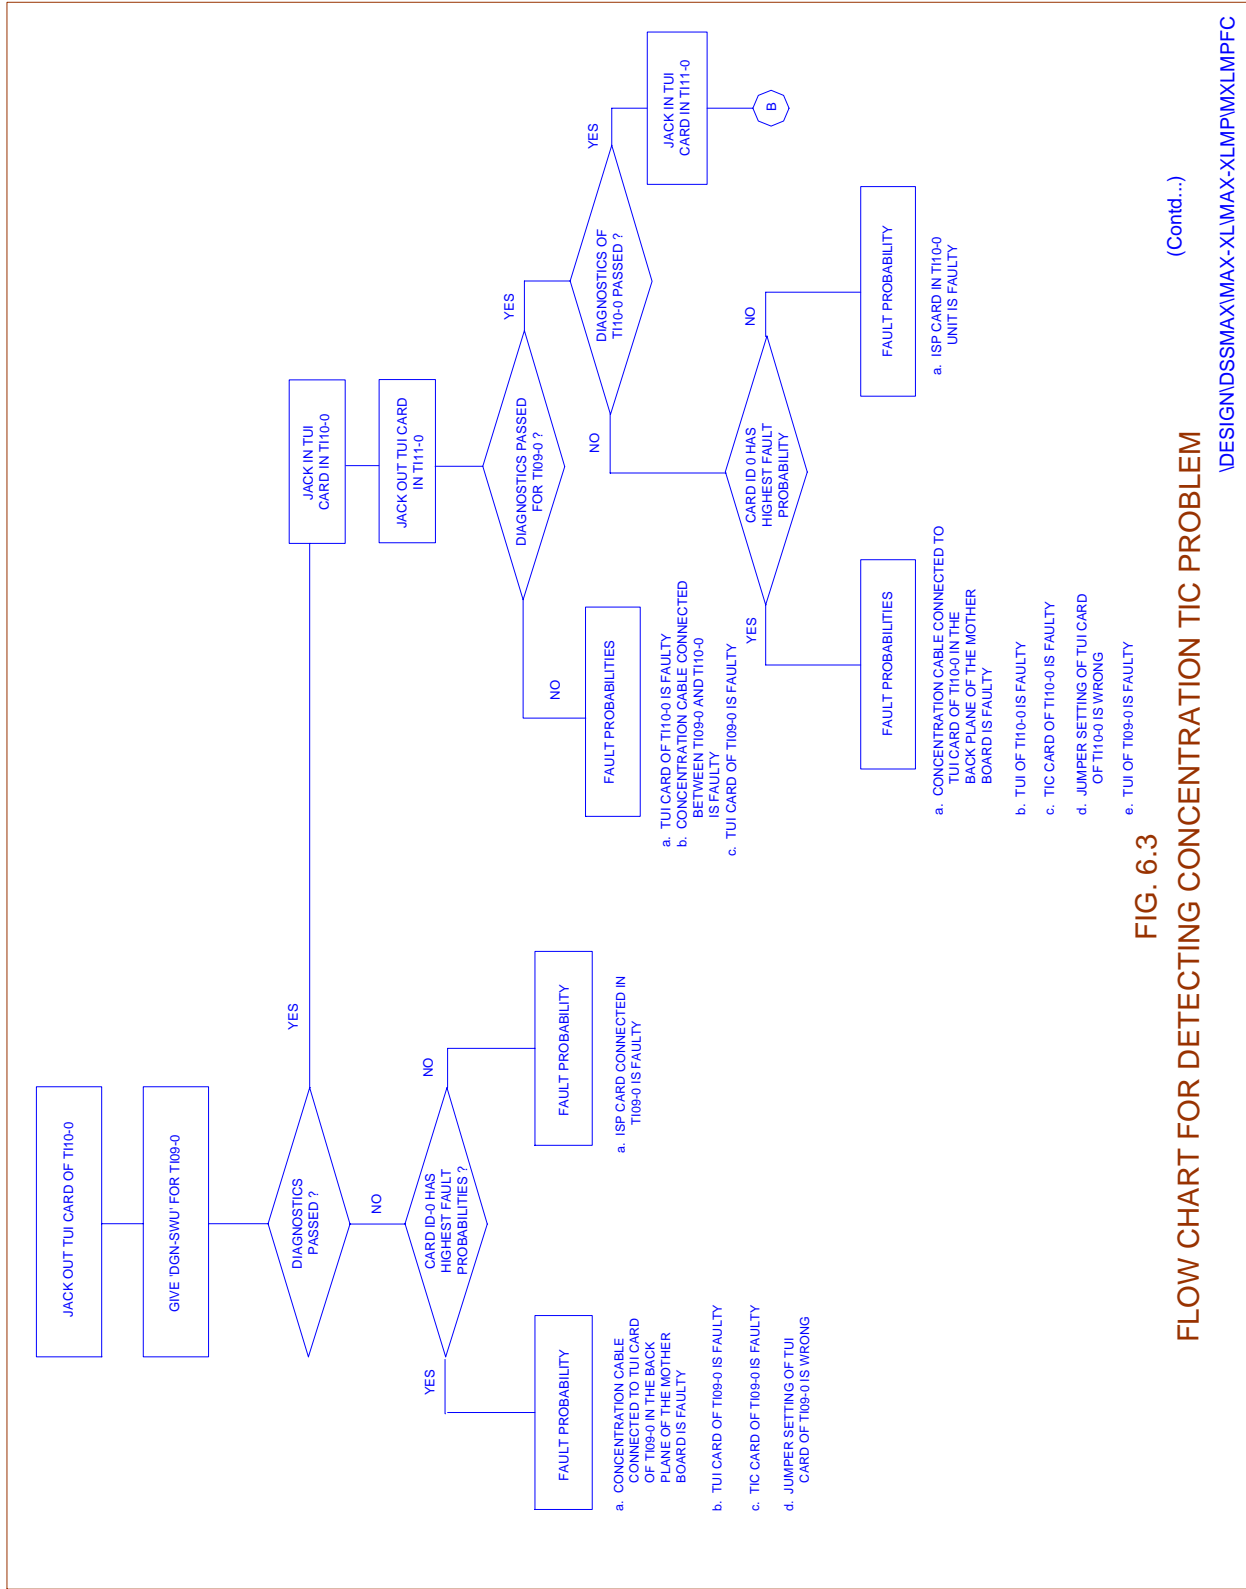 JACK OUT TUI CARD OF TI10-0
GIVE 'DGN-SWU' FOR TI09-0
DIAGNOSTICS
PASSED ?
YES
NO
CARD ID-0 HAS
HIGHEST FAULT
PROBABILITIES ?
YES
NO
FAULT PROBABILITY
a. CONCENTRATION CABLE
CONNECTED TO TUI CARD
OF TI09-0 IN THE BACK
PLANE OF THE MOTHER
BOARD IS FAULTY
b. TUI CARD OF TI09-0 IS FAULTY
c. TIC CARD OF TI09-0 IS FAULTY
d. JUMPER SETTING OF TUI
CARD OF TI09-0 IS WRONG
FAULT PROBABILITY
a. ISP CARD CONNECTED IN
TI09-0 IS FAULTY
JACK IN TUI
CARD IN TI10-0
JACK OUT TUI CARD
IN TI11-0
DIAGNOSTICS PASSED
FOR TI09-0 ?
NO
YES
FAULT PROBABILITIES
a. TUI CARD OF TI10-0 IS FAULTY
b. CONCENTRATION CABLE CONNECTED
BETWEEN TI09-0 AND TI10-0
IS FAULTY
c. TUI CARD OF TI09-0 IS FAULTY
DIAGNOSTICS OF
TI10-0 PASSED ?
NO
YES
JACK IN TUI
CARD IN TI11-0
B
CARD ID 0 HAS
HIGHEST FAULT
PROBABILITY
YES
NO
FAULT PROBABILITIES
a. CONCENTRATION CABLE CONNECTED TO
TUI CARD OF TI10-0 IN THE
BACK PLANE OF THE MOTHER
BOARD IS FAULTY
b. TUI OF TI10-0 IS FAULTY
c. TIC CARD OF TI10-0 IS FAULTY
d. JUMPER SETTING OF TUI CARD
OF TI10-0 IS WRONG
e. TUI OF TI09-0 IS FAULTY
FAULT PROBABILITY
a. ISP CARD IN TI10-0
UNIT IS FAULTY
FIG. 6.3
FLOW CHART FOR DETECTING CONCENTRATION TIC PROBLEM
(Contd...)
\DESIGN\DSSMAX\MAX-XL\MAX-XLMP\MXLMPFC